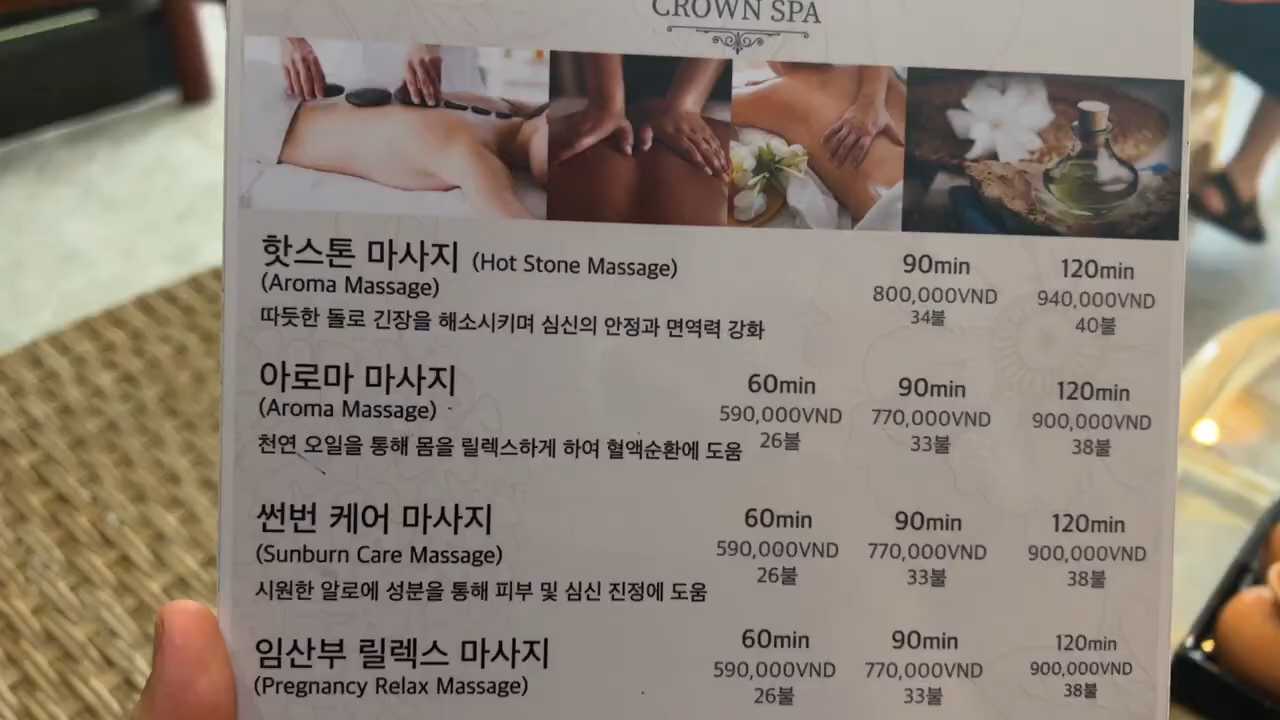 CROWN SPA
핫스톤 마사지 (Hot Stone Massage)
(Aroma Massage)
90min 120min
800,000VND 940,000VND
34불 40불
따듯한 돌로 긴장을 해소시키며 심신의 안정과 면역력 강화
아로마 마사지
(Aroma Massage)
60min 90min 120min
590,000VND 770,000VND 900,000VND
26불 33불 38불
천연 오일을 통해 몸을 릴렉스하게 하여 혈액순환에 도움
썬번 케어 마사지
(Sunburn Care Massage)
60min 90min 120min
590,000VND 770,000VND 900,000VND
26불 33불 38불
시원한 알로에 성분을 통해 피부 및 심신 진정에 도움
임산부 릴렉스 마사지
(Pregnancy Relax Massage)
60min 90min 120min
590,000VND 770,000VND 900,000VND
26불 33불 38불